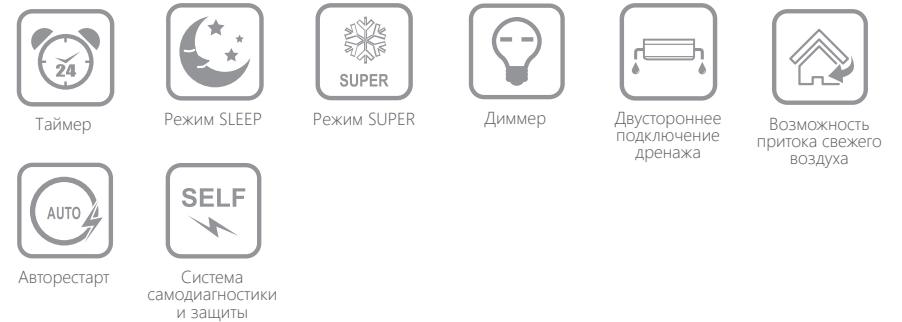 24
Таймер
Режим SLEEP
SUPER
Режим SUPER
Диммер
Двустороннее
подключение
дренажа
Возможность
притока свежего
воздуха
AUTO
Авторестарт
SELF
Система
самодиагностики
и защиты